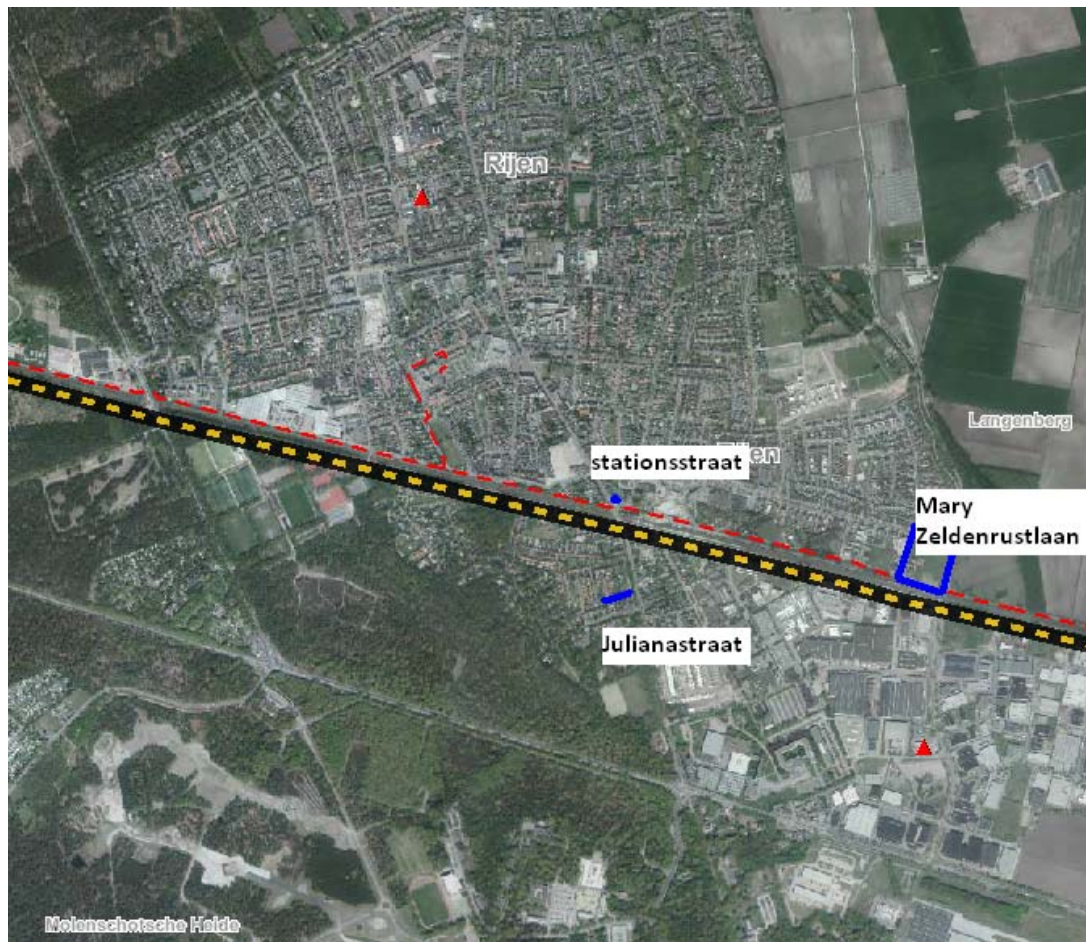 Rijen
Langenberg
stationsstraat
Mary
Zeldenrustlaan
Julianastraat
Molenschotsche Heide